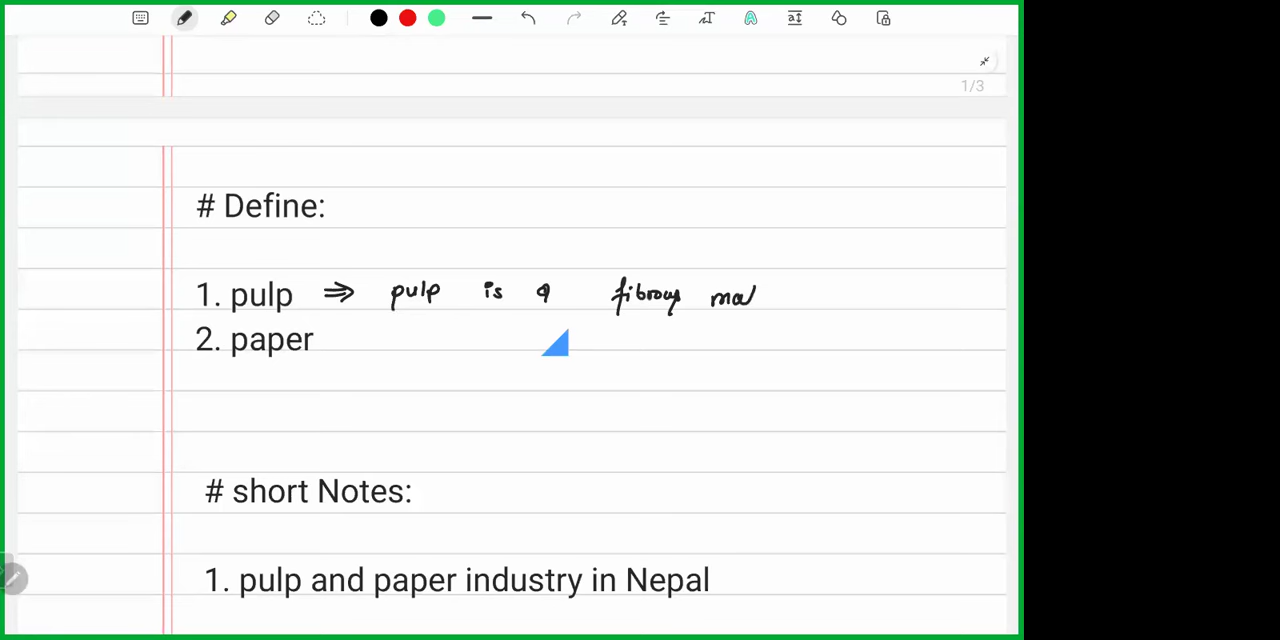 1/3
# Define:
1. pulp ⇒ pulp is a fibrous
2. paper
# short Notes:
1. pulp and paper industry in Nepal